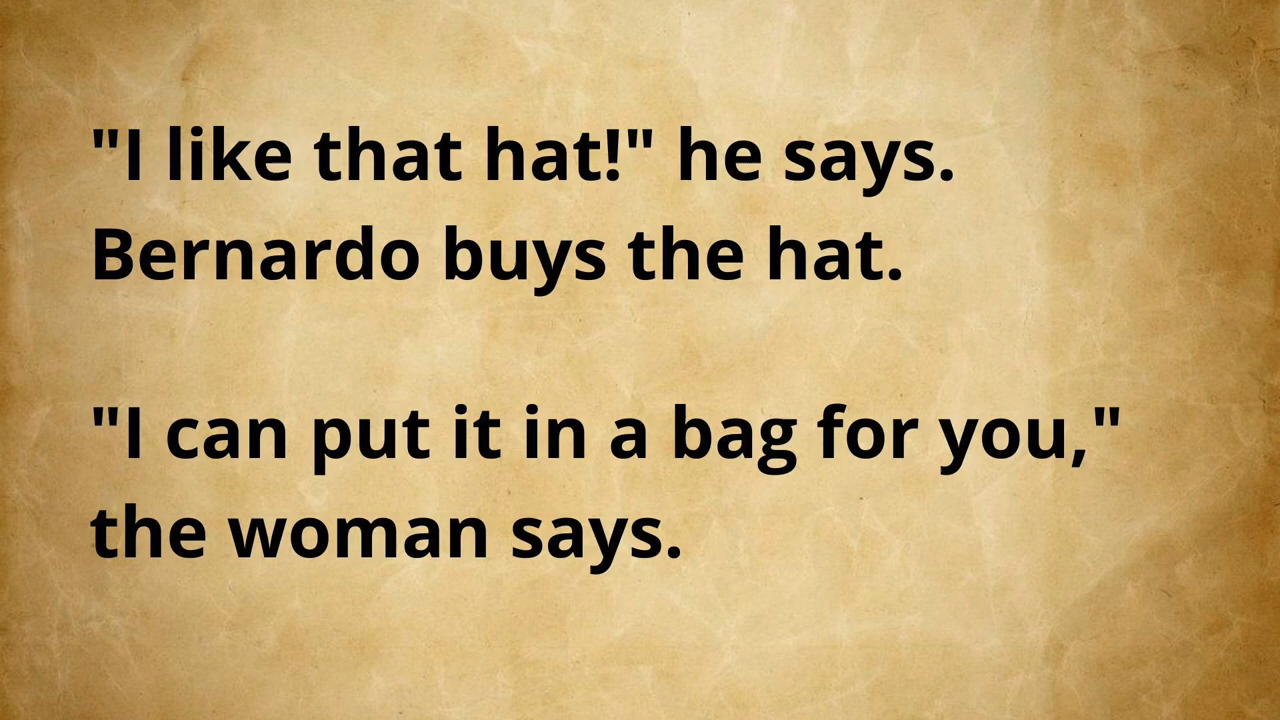 "I like that hat!" he says.
Bernardo buys the hat.
"I can put it in a bag for you,"
the woman says.